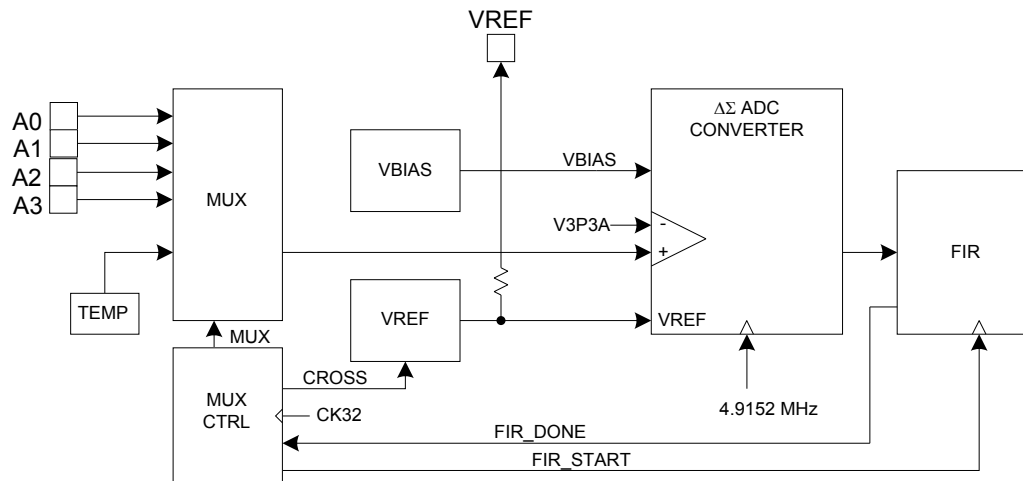 VREF
ΔΣ ADC
CONVERTER
A0
A1
A2
A3
MUX
VBIAS
VBIAS
V3P3A
-
+
FIR
TEMP
VREF
VREF
MUX
CROSS
MUX
CTRL
CK32
4.9152 MHz
FIR_DONE
FIR_START